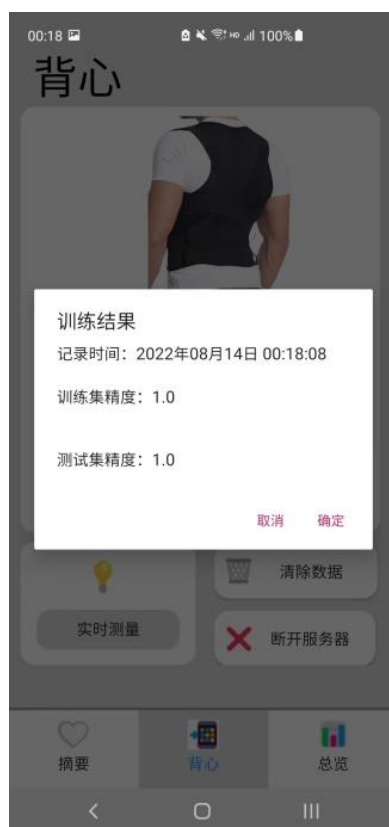 00:18 HD 100%
背心
训练结果
记录时间：2022年08月14日 00:18:08
训练集精度：1.0
测试集精度：1.0
取消 确定
清除数据
实时测量
断开服务器
摘要 背心 总览